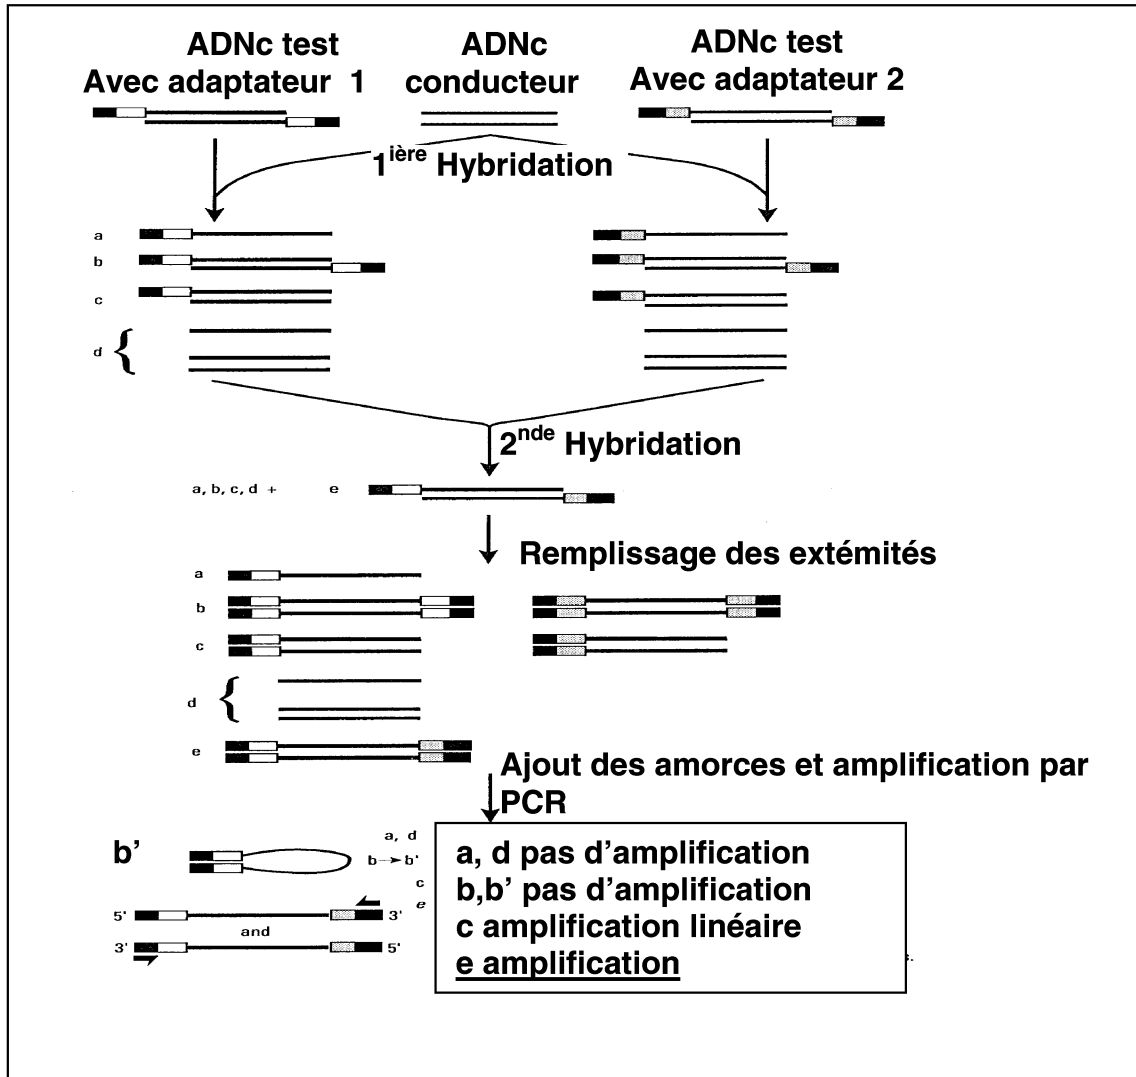 ADNc test
Avec adaptateur 1
ADNc
conducteur
ADNc test
Avec adaptateur 2
1ière Hybridation
a
b
c
d {
2nde Hybridation
a, b, c, d + e
Remplissage des extémités
a
b
c
d {
e
Ajout des amorces et amplification par
PCR
b’
a, d
b → b'
c
e
5' 3'
and
3' 5'
a, d pas d’amplification
b,b’ pas d’amplification
c amplification linéaire
e amplification
s.